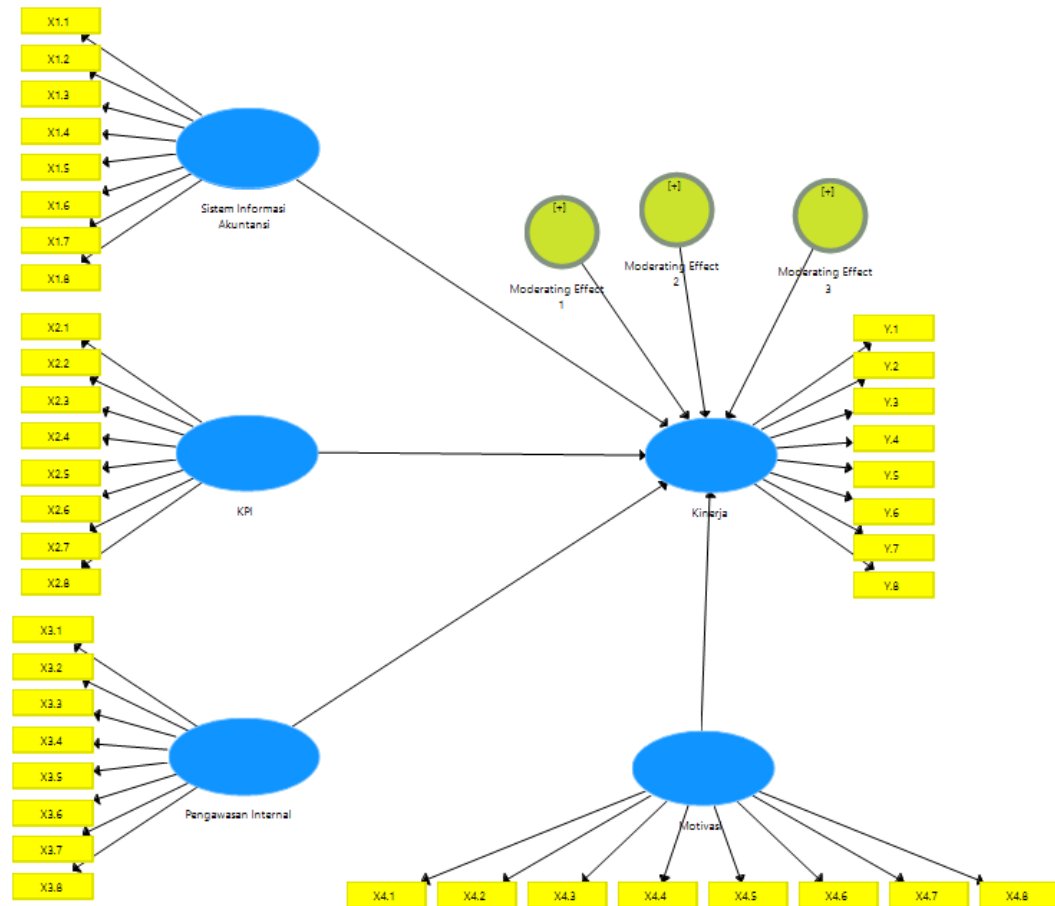 X1.1
X1.2
X1.3
X1.4
X1.5
X1.6
X1.7
X1.8
Sistem Informasi
Akuntansi
[+]
Moderating Effect
1
[+]
Moderating Effect
2
[+]
Moderating Effect
3
X2.1
X2.2
X2.3
X2.4
X2.5
X2.6
X2.7
X2.8
KPI
Kinerja
Y.1
Y.2
Y.3
Y.4
Y.5
Y.6
Y.7
Y.8
X3.1
X3.2
X3.3
X3.4
X3.5
X3.6
X3.7
X3.8
Pengawasan Internal
Motivasi
X4.1
X4.2
X4.3
X4.4
X4.5
X4.6
X4.7
X4.8